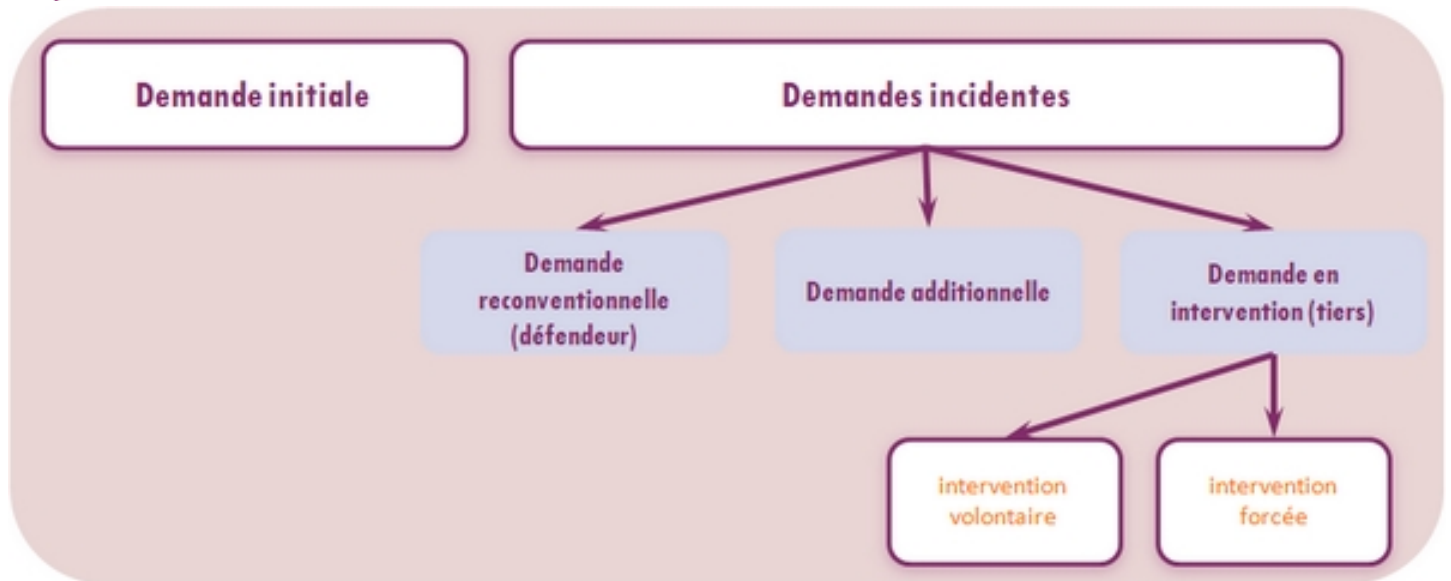 Demande initiale
Demandes incidentes
Demande
reconventionnelle
(défendeur)
Demande additionnelle
Demande en
intervention (tiers)
intervention
volontaire
intervention
forcée